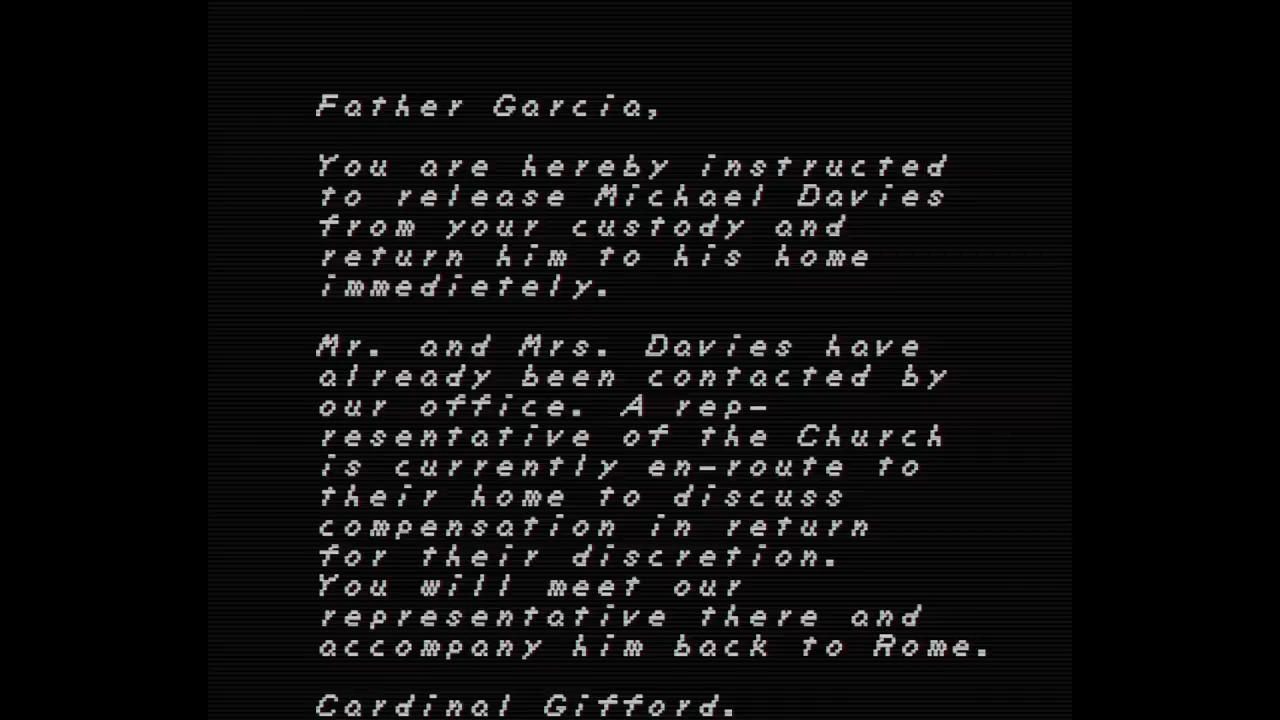 Father Garcia,
You are hereby instructed
to release Michael Davies
from your custody and
return him to his home
immedietely.
Mr. and Mrs. Davies have
already been contacted by
our office. A rep-
resentative of the Church
is currently en-route to
their home to discuss
compensation in return
for their discretion.
You will meet our
representative there and
accompany him back to Rome.
Cardinal Gifford.